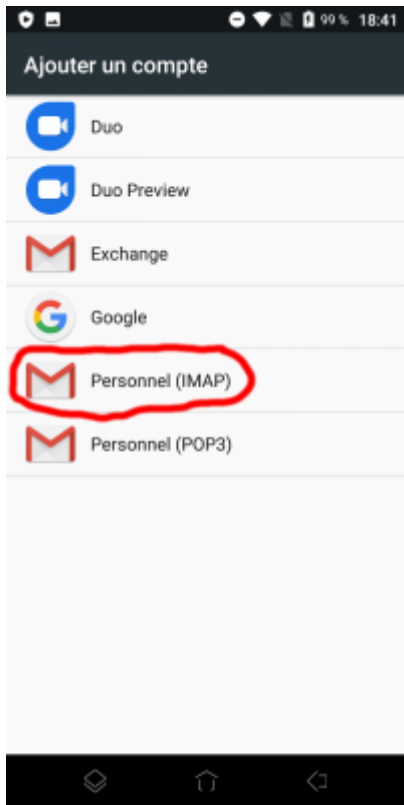 99 % 18:41
Ajouter un compte
Duo
Duo Preview
Exchange
Google
Personnel (IMAP)
Personnel (POP3)